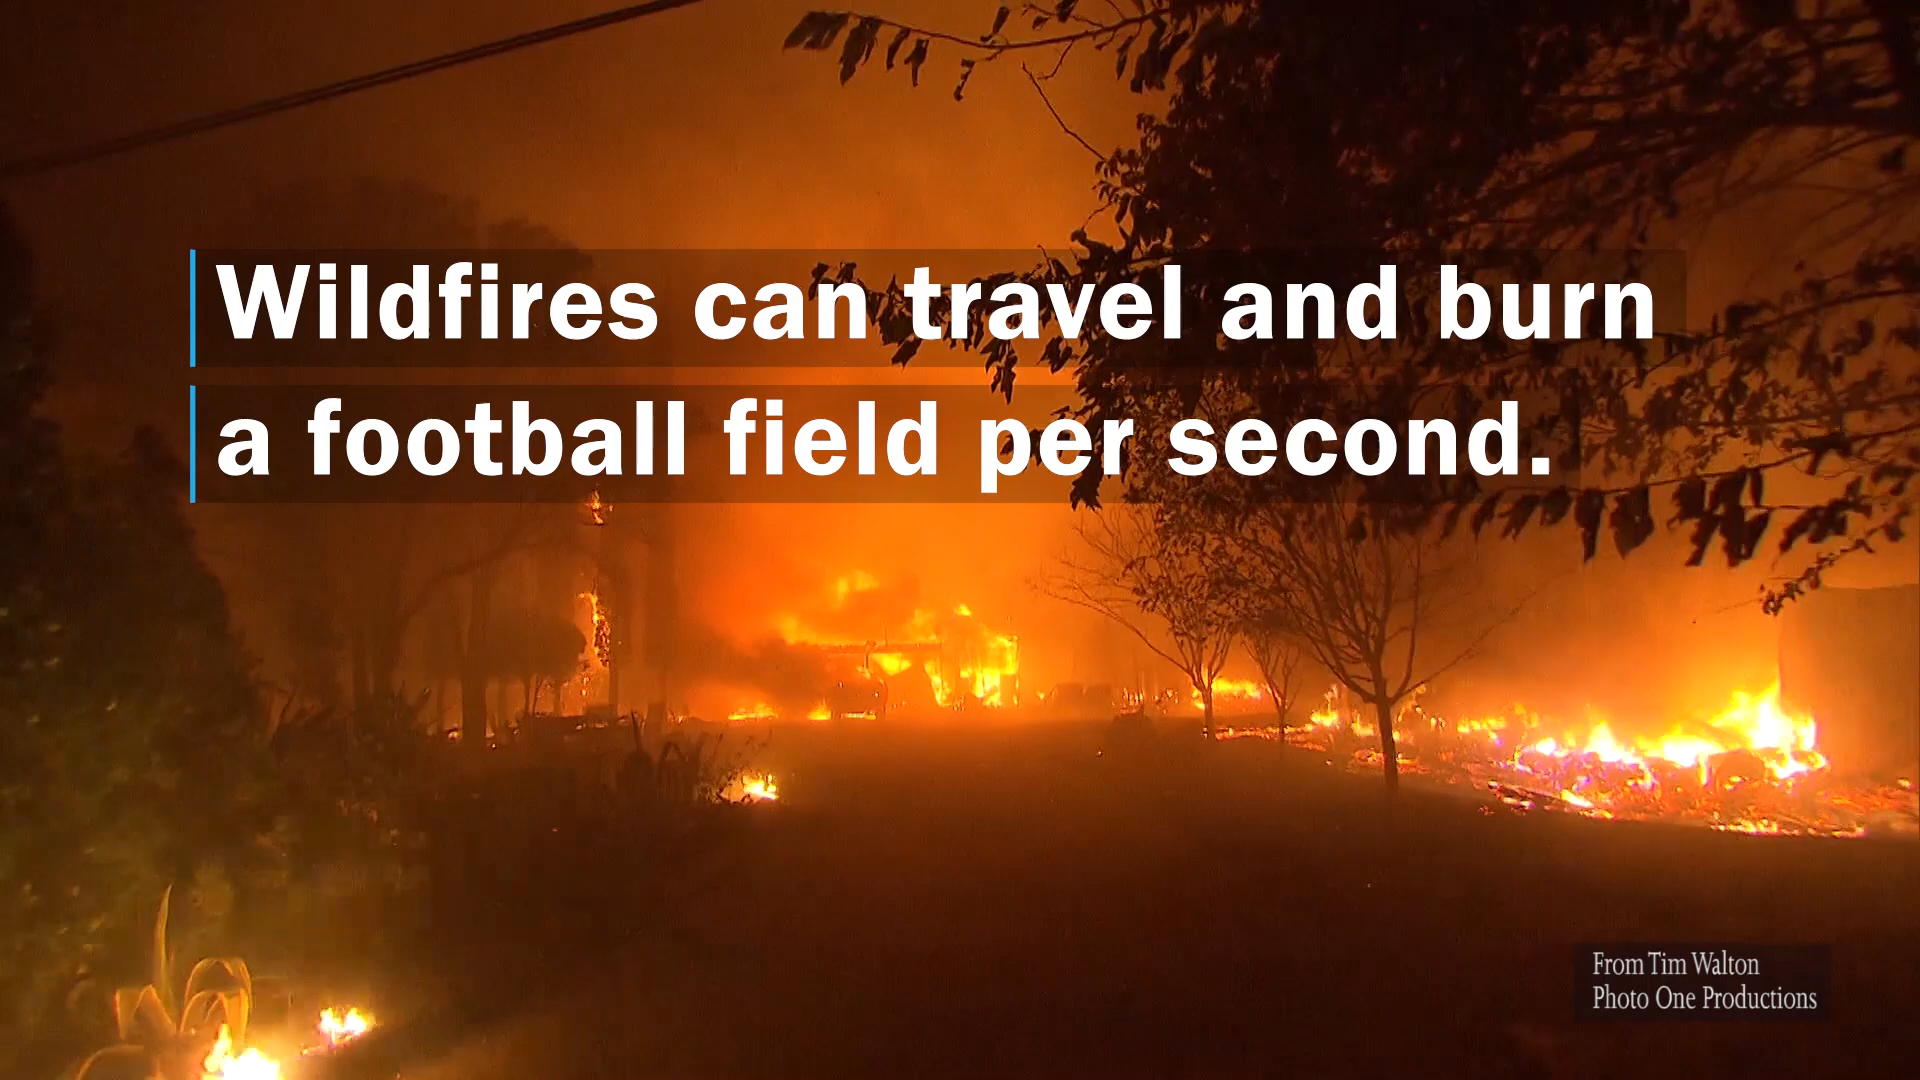 Wildfires can travel and burn
a football field per second.
From Tim Walton
Photo One Productions